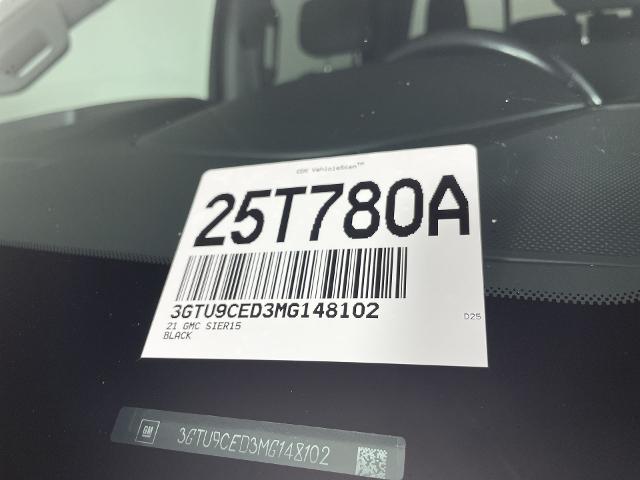 CDK VehicleScan™
25T780A
3GTU9CED3MG148102
21 GMC SIER15
BLACK
D25
GM
3GTU9CED3MG148102